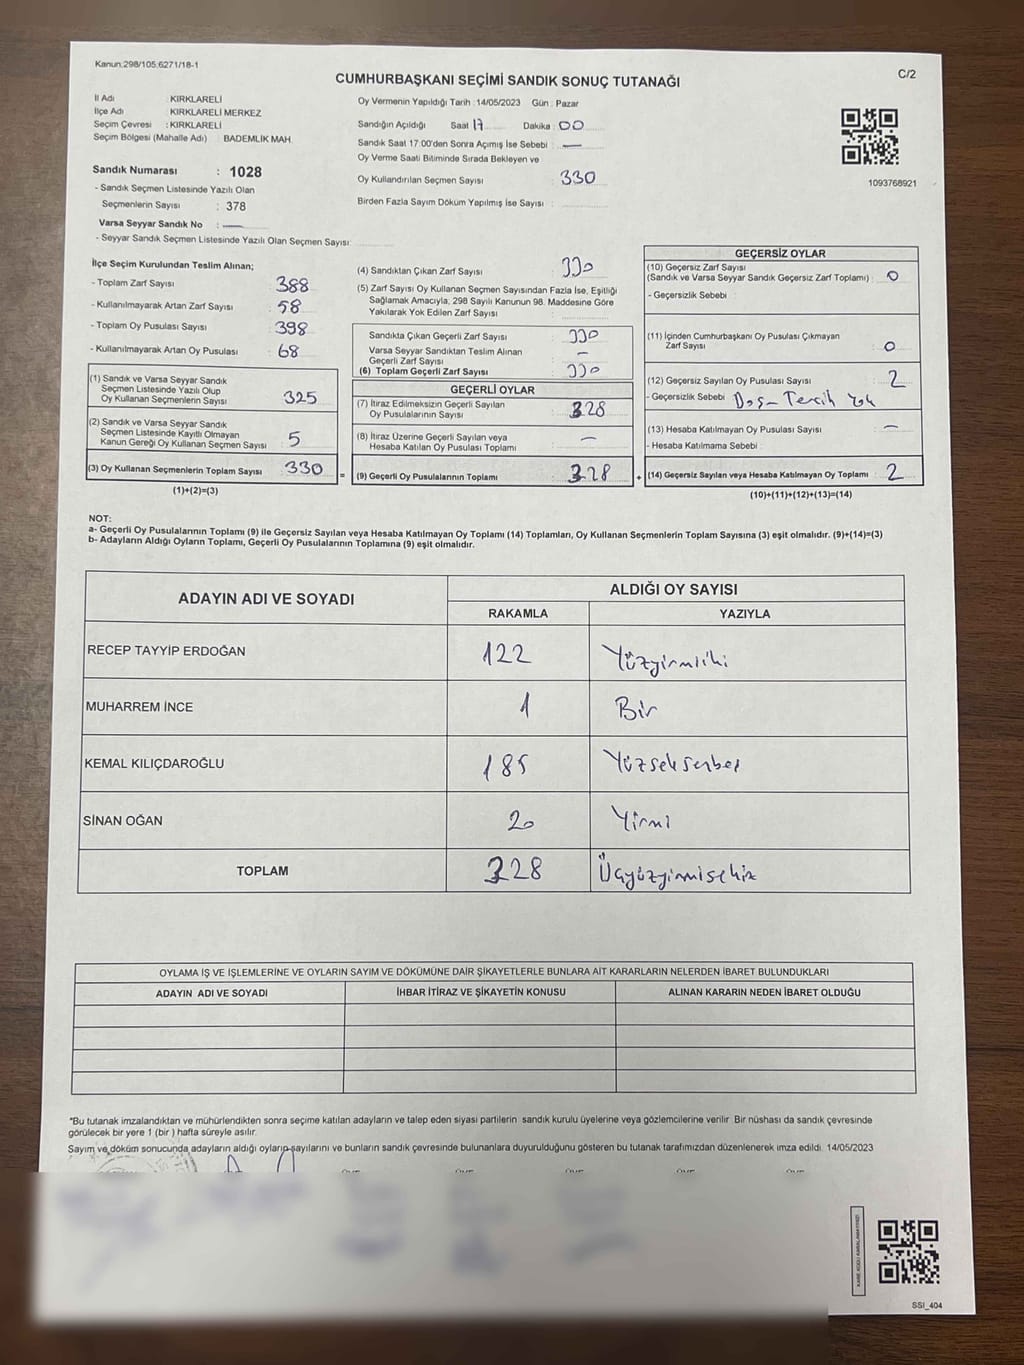 Kanun.298/105;6271/18-1
C/2
CUMHURBAŞKANI SEÇİMİ SANDIK SONUÇ TUTANAĞI
İl Adı : KIRKLARELİ
İlçe Adı : KIRKLARELİ MERKEZ
Seçim Çevresi : KIRKLARELİ
Seçim Bölgesi (Mahalle Adı) : BADEMLİK MAH.
Sandık Numarası : 1028
- Sandık Seçmen Listesinde Yazılı Olan
Seçmenlerin Sayısı : 378
Varsa Seyyar Sandık No : —
- Seyyar Sandık Seçmen Listesinde Yazılı Olan Seçmen Sayısı:
Oy Vermenin Yapıldığı Tarih : 14/05/2023 Gün : Pazar
Sandığın Açıldığı Saat 17 Dakika : 00
Sandık Saat 17:00'den Sonra Açımış İse Sebebi : —
Oy Verme Saati Bitiminde Sırada Bekleyen ve
Oy Kullandırılan Seçmen Sayısı : 330
Birden Fazla Sayım Döküm Yapılmış İse Sayısı :
1093768921
İlçe Seçim Kurulundan Teslim Alınan;
- Toplam Zarf Sayısı : 388
- Kullanılmayarak Artan Zarf Sayısı : 58
- Toplam Oy Pusulası Sayısı : 398
- Kullanılmayarak Artan Oy Pusulası : 68
(1) Sandık ve Varsa Seyyar Sandık
Seçmen Listesinde Yazılı Olup
Oy Kullanan Seçmenlerin Sayısı : 325
(2) Sandık ve Varsa Seyyar Sandık
Seçmen Listesinde Kayıtlı Olmayan
Kanun Gereği Oy Kullanan Seçmen Sayısı : 5
(3) Oy Kullanan Seçmenlerin Toplam Sayısı : 330
(1)+(2)=(3)
(4) Sandıktan Çıkan Zarf Sayısı : 330
(5) Zarf Sayısı Oy Kullanan Seçmen Sayısından Fazla İse, Eşitliği
Sağlamak Amacıyla, 298 Sayılı Kanunun 98. Maddesine Göre
Yakılarak Yok Edilen Zarf Sayısı :
Sandıkta Çıkan Geçerli Zarf Sayısı : 330
Varsa Seyyar Sandıktan Teslim Alınan
Geçerli Zarf Sayısı : —
(6) Toplam Geçerli Zarf Sayısı : 330
GEÇERLİ OYLAR
(7) İtiraz Edilmeksizin Geçerli Sayılan
Oy Pusulalarının Sayısı : 328
(8) İtiraz Üzerine Geçerli Sayılan veya
Hesaba Katılan Oy Pusulası Toplamı : —
= (9) Geçerli Oy Pusulalarının Toplamı : 328 +
GEÇERSİZ OYLAR
(10) Geçersiz Zarf Sayısı
(Sandık ve Varsa Seyyar Sandık Geçersiz Zarf Toplamı) : 0
- Geçersizlik Sebebi :
(11) İçinden Cumhurbaşkanı Oy Pusulası Çıkmayan
Zarf Sayısı : 0
(12) Geçersiz Sayılan Oy Pusulası Sayısı : 2
- Geçersizlik Sebebi : Boş - Tercih Yok
(13) Hesaba Katılmayan Oy Pusulası Sayısı : —
- Hesaba Katılmama Sebebi :
(14) Geçersiz Sayılan veya Hesaba Katılmayan Oy Toplamı : 2
(10)+(11)+(12)+(13)=(14)
NOT:
a- Geçerli Oy Pusulalarının Toplamı (9) ile Geçersiz Sayılan veya Hesaba Katılmayan Oy Toplamı (14) Toplamları, Oy Kullanan Seçmenlerin Toplam Sayısına (3) eşit olmalıdır. (9)+(14)=(3)
b- Adayların Aldığı Oyların Toplamı, Geçerli Oy Pusulalarının Toplamına (9) eşit olmalıdır.
ADAYIN ADI VE SOYADI
ALDIĞI OY SAYISI
RAKAMLA YAZIYLA
RECEP TAYYİP ERDOĞAN 122 Yüzyirmiiki
MUHARREM İNCE 1 Bir
KEMAL KILIÇDAROĞLU 185 Yüzseksenbeş
SİNAN OĞAN 20 Yirmi
TOPLAM 328 Üçyüzyirmisekiz
OYLAMA İŞ VE İŞLEMLERİNE VE OYLARIN SAYIM VE DÖKÜMÜNE DAİR ŞİKAYETLERLE BUNLARA AİT KARARLARIN NELERDEN İBARET BULUNDUKLARI
ADAYIN ADI VE SOYADI İHBAR İTİRAZ VE ŞİKAYETİN KONUSU ALINAN KARARIN NEDEN İBARET OLDUĞU
*Bu tutanak imzalandıktan ve mühürlendikten sonra seçime katılan adayların ve talep eden siyasi partilerin sandık kurulu üyelerine veya gözlemcilerine verilir. Bir nüshası da sandık çevresinde
görülecek bir yere 1 (bir) hafta süreyle asılır.
Sayım ve döküm sonucunda adayların aldığı oyların sayılarını ve bunların sandık çevresinde bulunanlara duyurulduğunu gösteren bu tutanak tarafımızdan düzenlenerek imza edildi. 14/05/2023
SSİ_404